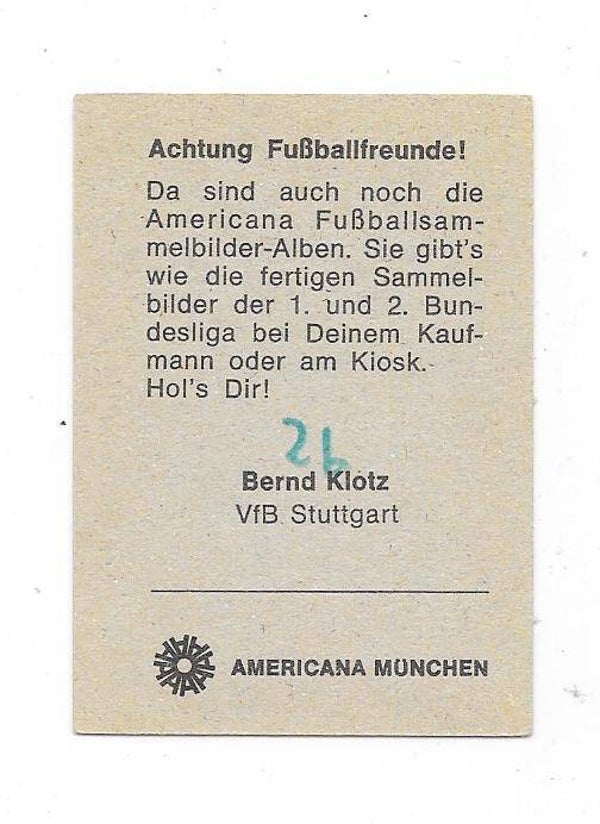 Achtung Fußballfreunde!
Da sind auch noch die
Americana Fußballsam-
melbilder-Alben. Sie gibt's
wie die fertigen Sammel-
bilder der 1. und 2. Bun-
desliga bei Deinem Kauf-
mann oder am Kiosk.
Hol's Dir!
26
Bernd Klotz
VfB Stuttgart
AMERICANA MÜNCHEN